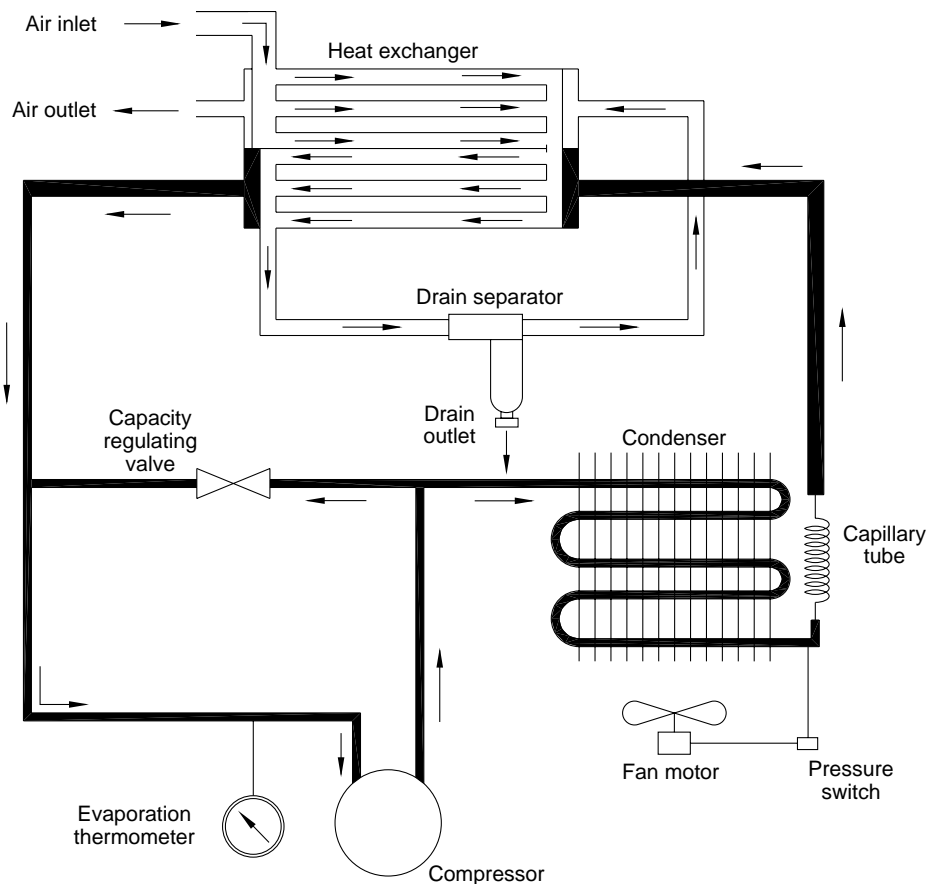 Air inlet
Heat exchanger
Air outlet
Drain separator
Capacity
regulating
valve
Drain
outlet
Condenser
Capillary
tube
Fan motor
Pressure
switch
Evaporation
thermometer
Compressor